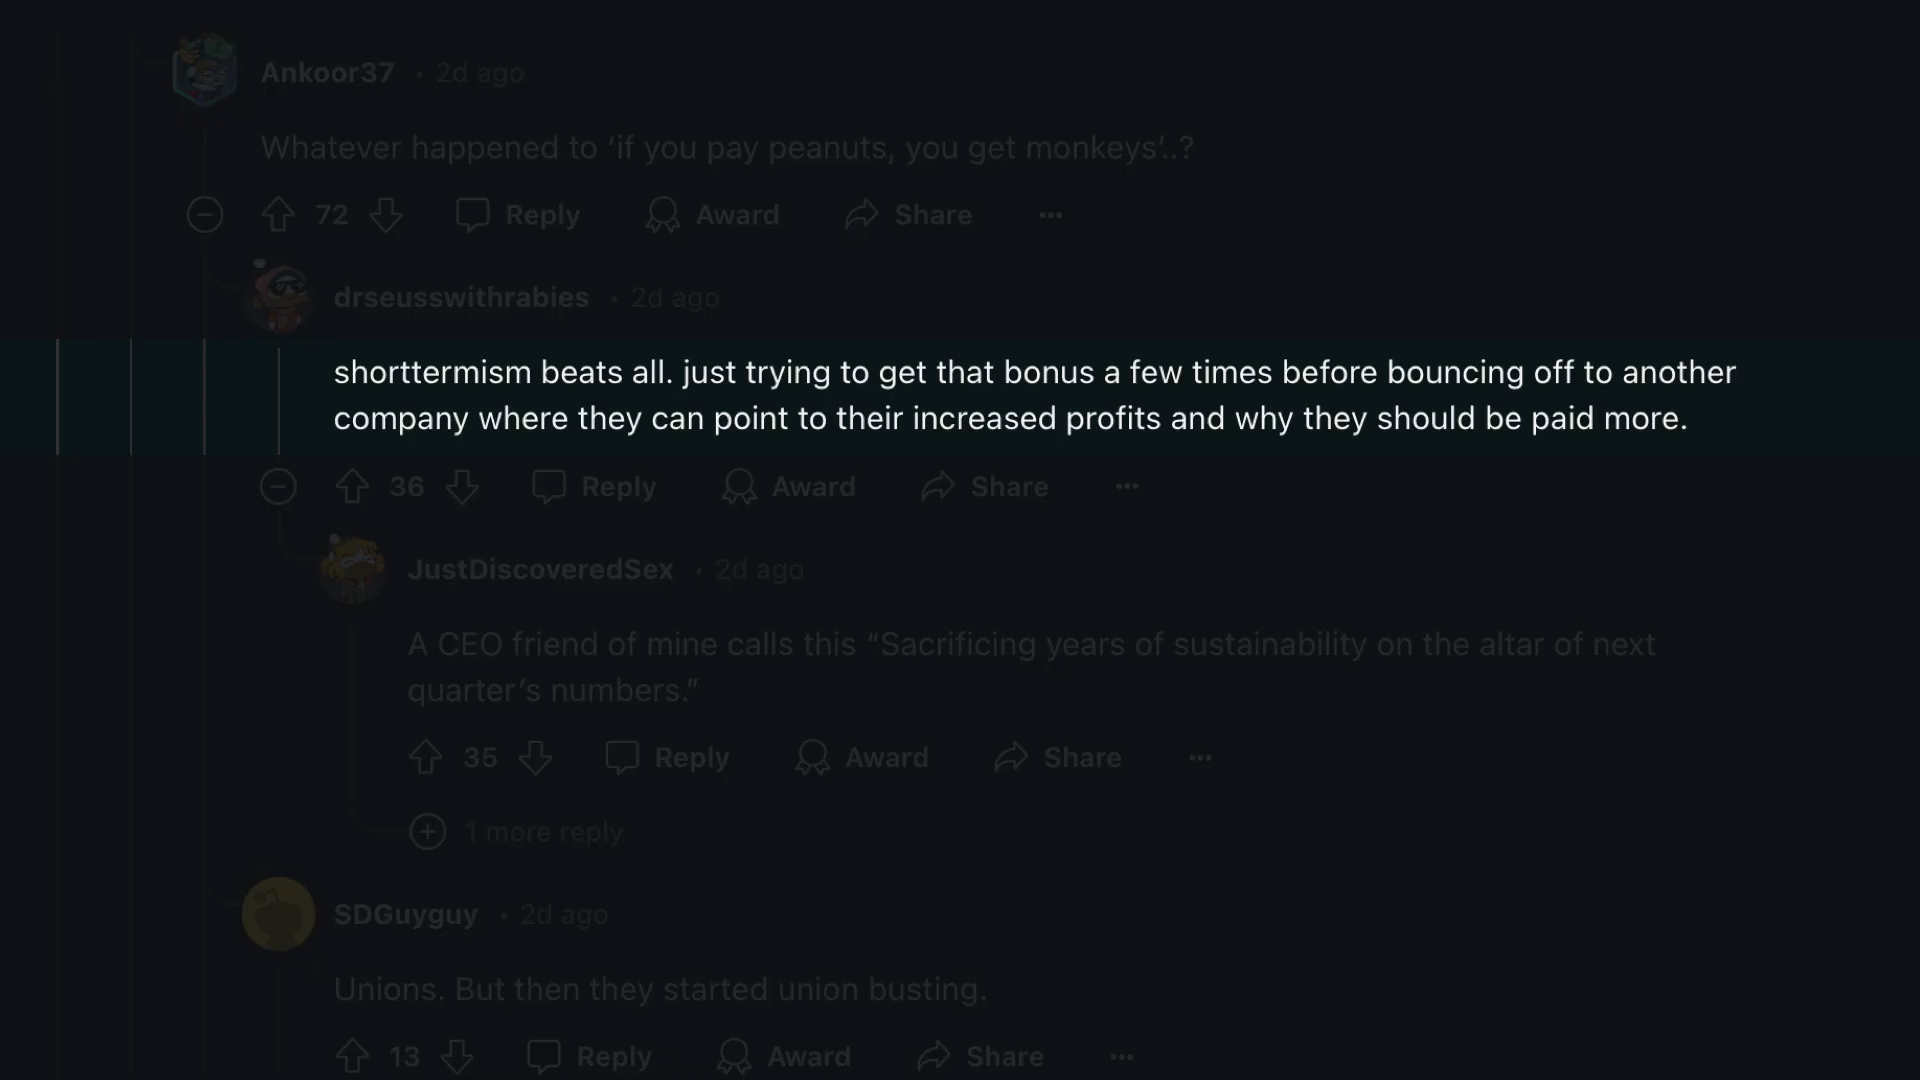 Ankoor37 • 2d ago
Whatever happened to ‘if you pay peanuts, you get monkeys’..?
72 Reply Award Share ...
drseusswithrabies • 2d ago
shorttermism beats all. just trying to get that bonus a few times before bouncing off to another
company where they can point to their increased profits and why they should be paid more.
36 Reply Award Share ...
JustDiscoveredSex • 2d ago
A CEO friend of mine calls this “Sacrificing years of sustainability on the altar of next
quarter’s numbers.”
35 Reply Award Share ...
1 more reply
SDGuyguy • 2d ago
Unions. But then they started union busting.
13 Reply Award Share ...